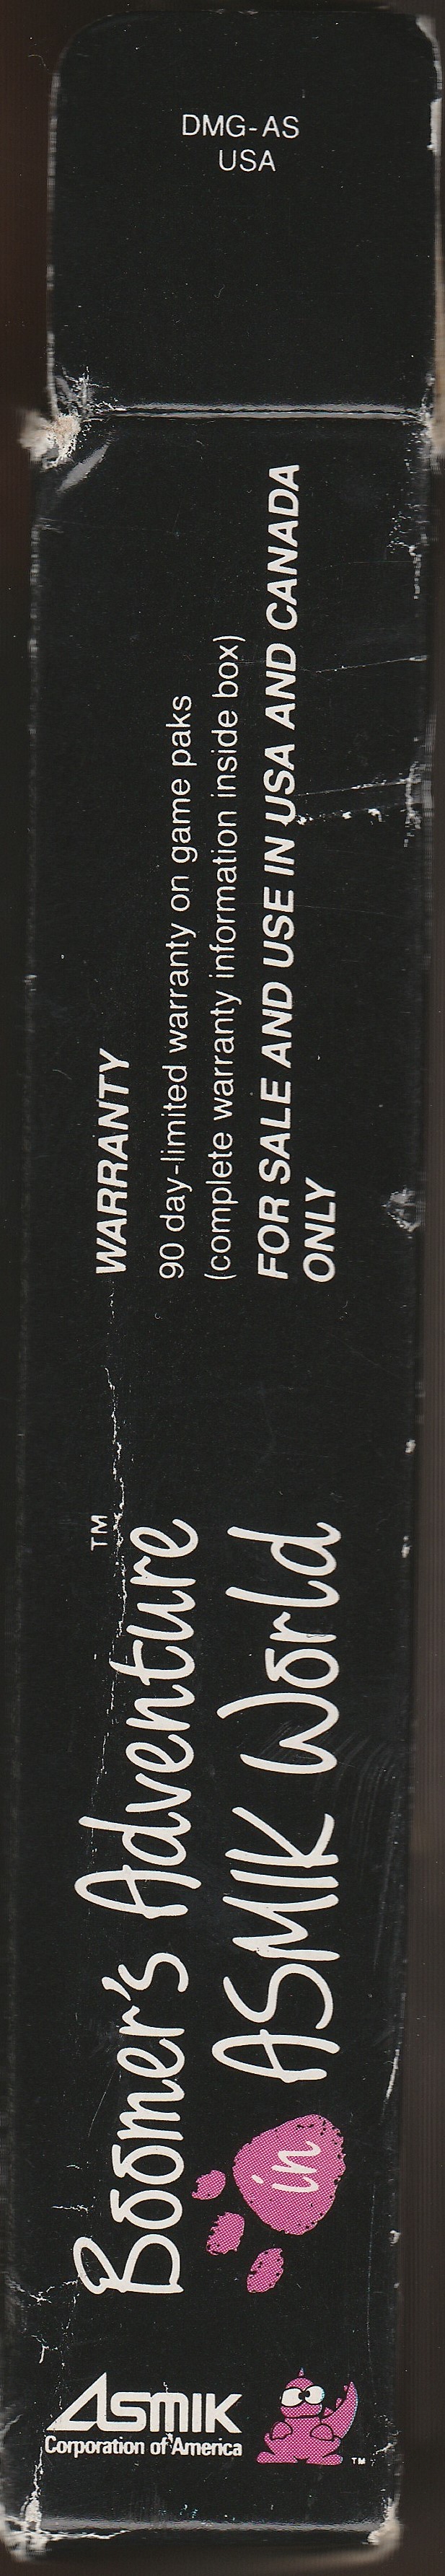 DMG-AS
USA
WARRANTY
90 day-limited warranty on game paks
(complete warranty information inside box)
FOR SALE AND USE IN USA AND CANADA
ONLY
Boomer's Adventure™
in ASMIK World
ASMIK
Corporation of America
TM